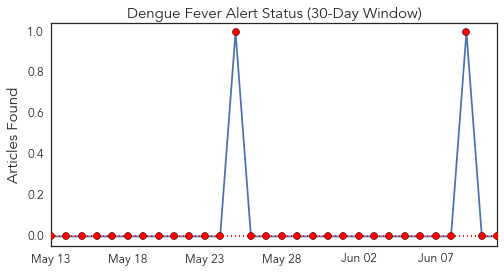 Dengue Fever Alert Status (30-Day Window)
Articles Found
1.0
0.8
0.6
0.4
0.2
0.0
May 13 May 18 May 23 May 28 Jun 02 Jun 07